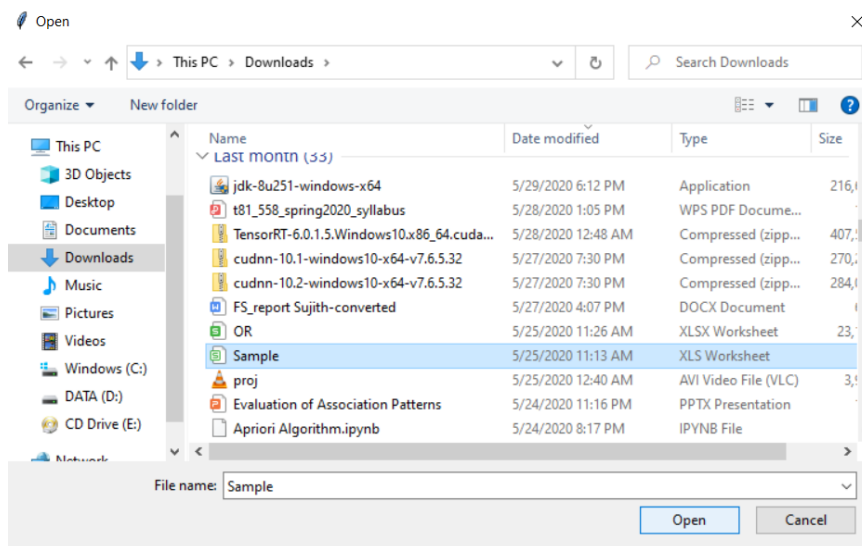 Open
This PC > Downloads >
Search Downloads
Organize
New folder
Name Date modified Type Size
Last month (33)
This PC
3D Objects
Desktop
Documents
Downloads
Music
Pictures
Videos
Windows (C:)
DATA (D:)
CD Drive (E:)
Network
jdk-8u251-windows-x64 5/29/2020 6:12 PM Application 216,
t81_558_spring2020_syllabus 5/28/2020 1:05 PM WPS PDF Docume...
TensorRT-6.0.1.5.Windows10.x86_64.cuda... 5/28/2020 12:48 AM Compressed (zipp... 407,
cudnn-10.1-windows10-x64-v7.6.5.32 5/27/2020 7:30 PM Compressed (zipp... 270,
cudnn-10.2-windows10-x64-v7.6.5.32 5/27/2020 7:30 PM Compressed (zipp... 284,
FS_report Sujith-converted 5/27/2020 4:07 PM DOCX Document
OR 5/25/2020 11:26 AM XLSX Worksheet 23,
Sample 5/25/2020 11:13 AM XLS Worksheet
proj 5/25/2020 12:40 AM AVI Video File (VLC) 3,
Evaluation of Association Patterns 5/24/2020 11:16 PM PPTX Presentation
Apriori Algorithm.ipynb 5/24/2020 8:17 PM IPYNB File
File name: Sample
Open Cancel